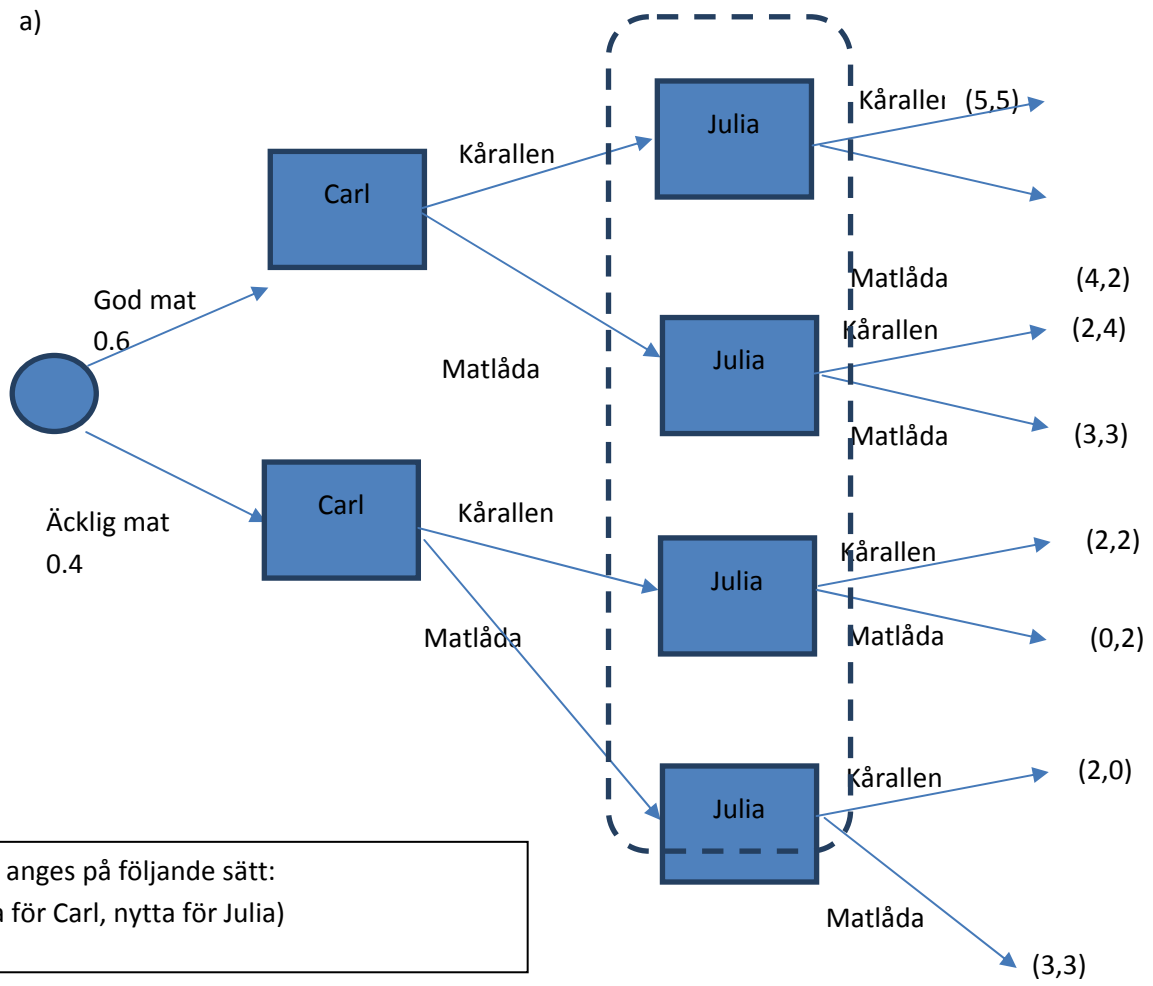 a)
Kårallen
Julia
Kåraller (5,5)
Carl
God mat
0.6
Matlåda (4,2)
Kårallen (2,4)
Matlåda
Julia
Matlåda (3,3)
Äcklig mat
0.4
Carl
Kårallen
Kårallen (2,2)
Julia
Matlåda
Matlåda (0,2)
Kårallen (2,0)
Julia
Matlåda
(3,3)
anges på följande sätt:
a för Carl, nytta för Julia)